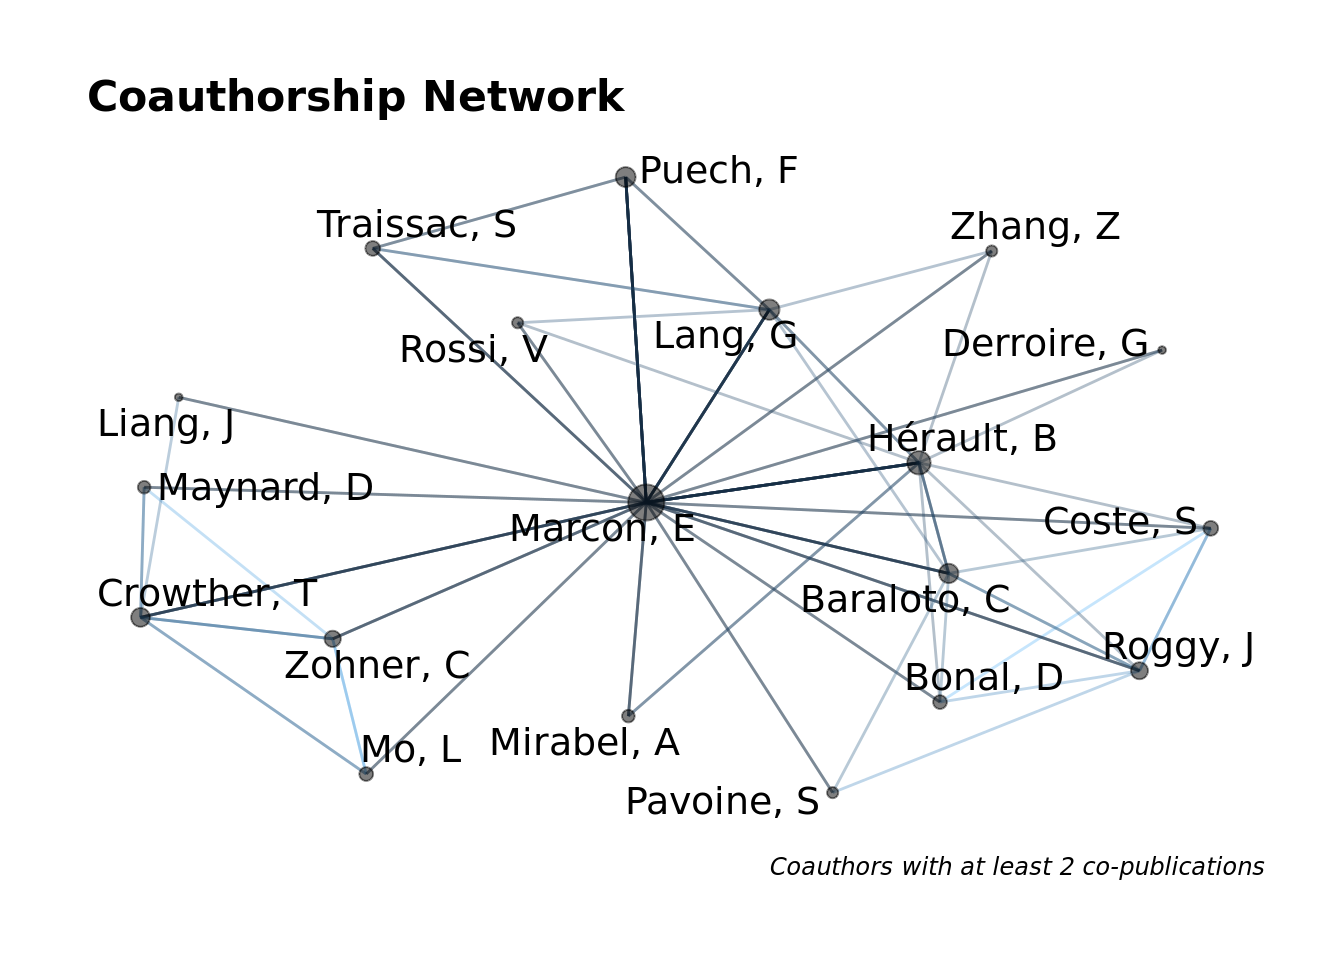 Coauthorship Network
Puech, F
Traissac, S
Zhang, Z
Lang, G
Rossi, V
Derroire, G
Liang, J
Hérault, B
Maynard, D
Marcon, E
Coste, S
Crowther, T
Baraloto, C
Zohner, C
Roggy, J
Bonal, D
Mo, L
Mirabel, A
Pavoine, S
Coauthors with at least 2 co-publications